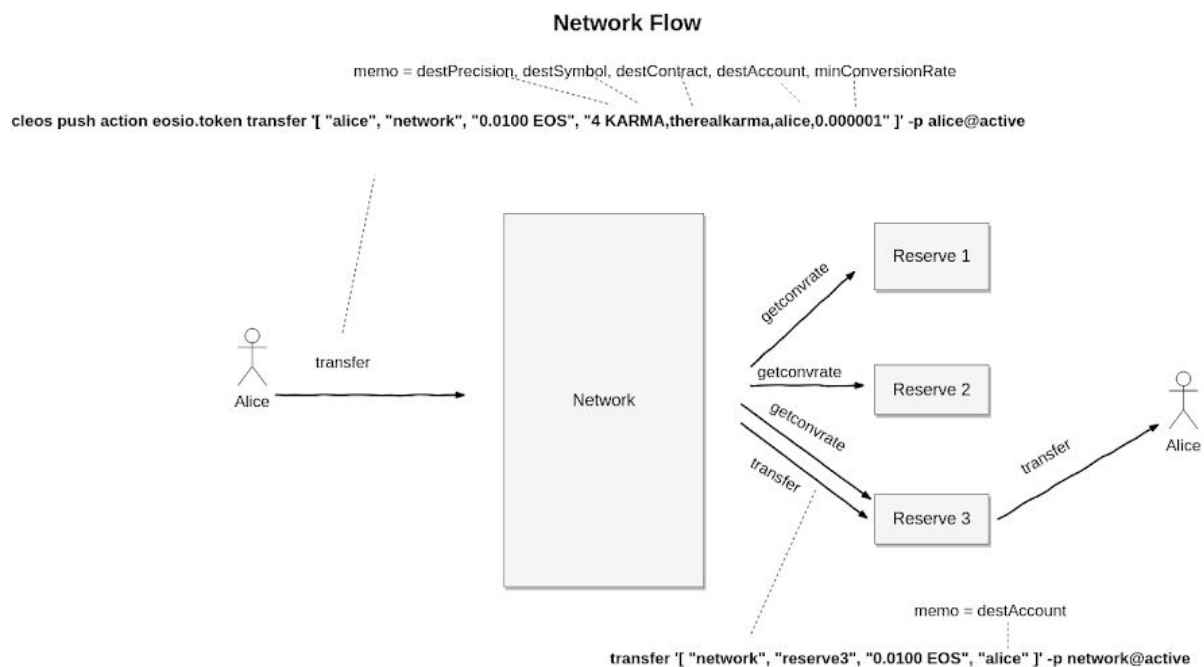 Network Flow
memo = destPrecision, destSymbol, destContract, destAccount, minConversionRate
cleos push action eosio.token transfer '[ "alice", "network", "0.0100 EOS", "4 KARMA,therealkarma,alice,0.000001" ]' -p alice@active
Reserve 1
getconvrate
transfer
getconvrate
Reserve 2
Alice
Network
getconvrate
transfer
transfer
Alice
Reserve 3
memo = destAccount
transfer '[ "network", "reserve3", "0.0100 EOS", "alice" ]' -p network@active